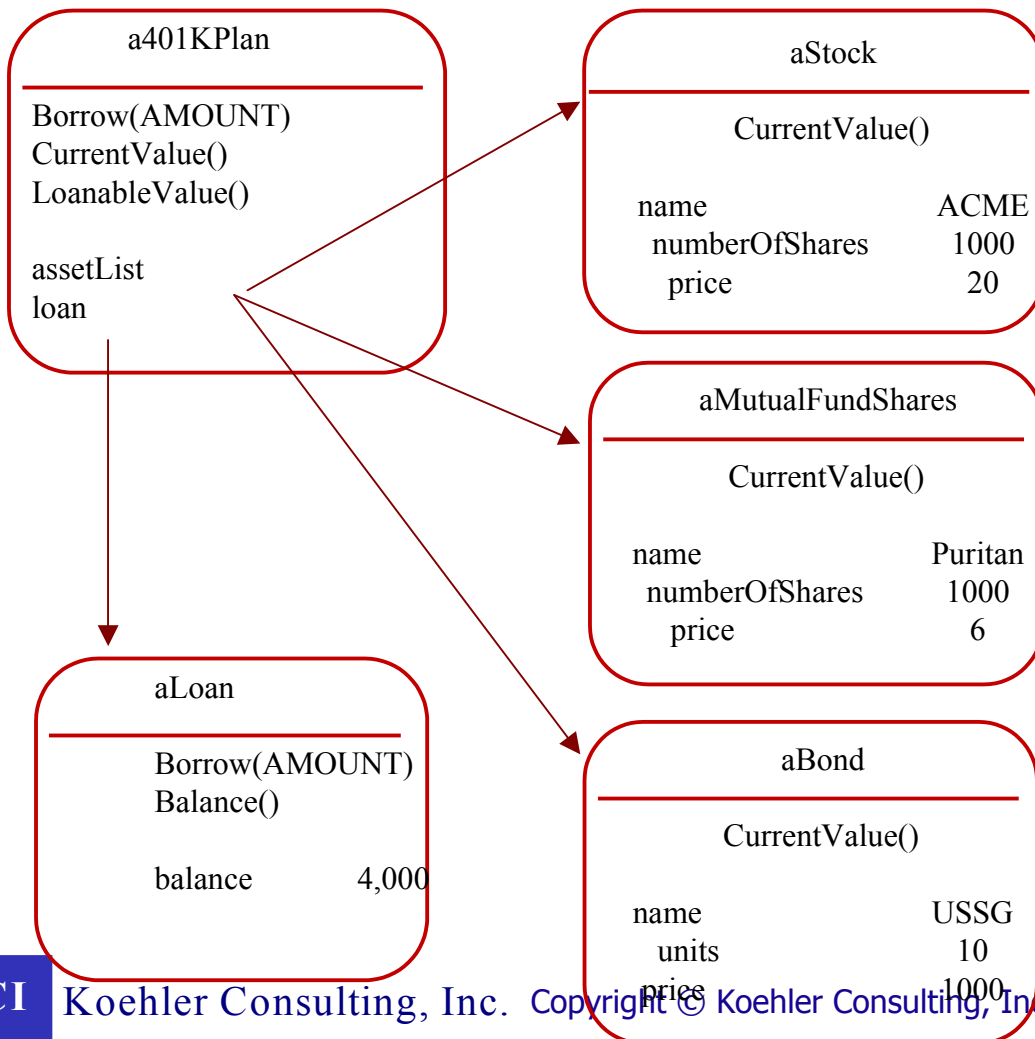 a401KPlan
Borrow(AMOUNT)
CurrentValue()
LoanableValue()
assetList
loan
aStock
CurrentValue()
name ACME
numberOfShares 1000
price 20
aMutualFundShares
CurrentValue()
name Puritan
numberOfShares 1000
price 6
aLoan
Borrow(AMOUNT)
Balance()
balance 4,000
aBond
CurrentValue()
name USSG
units 10
price 1000
CI Koehler Consulting, Inc. Copyright © Koehler Consulting, In